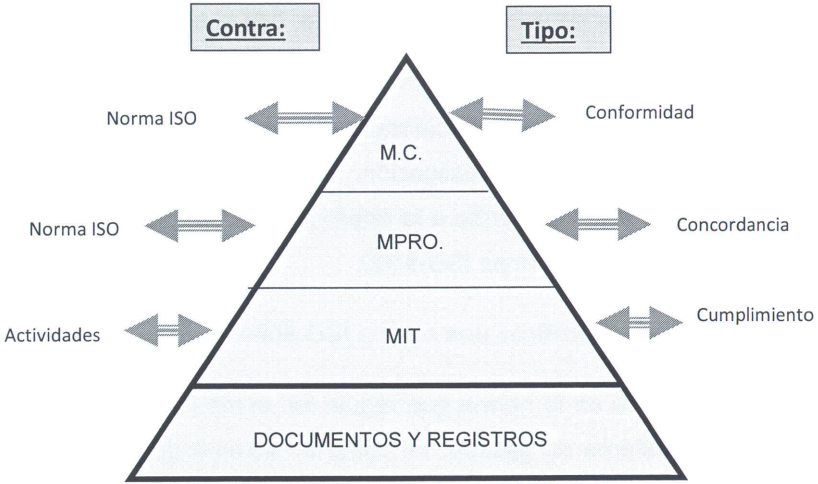 Contra:
Tipo:
Norma ISO
Conformidad
M.C.
Norma ISO
MPRO.
Concordancia
Actividades
MIT
Cumplimiento
DOCUMENTOS Y REGISTROS